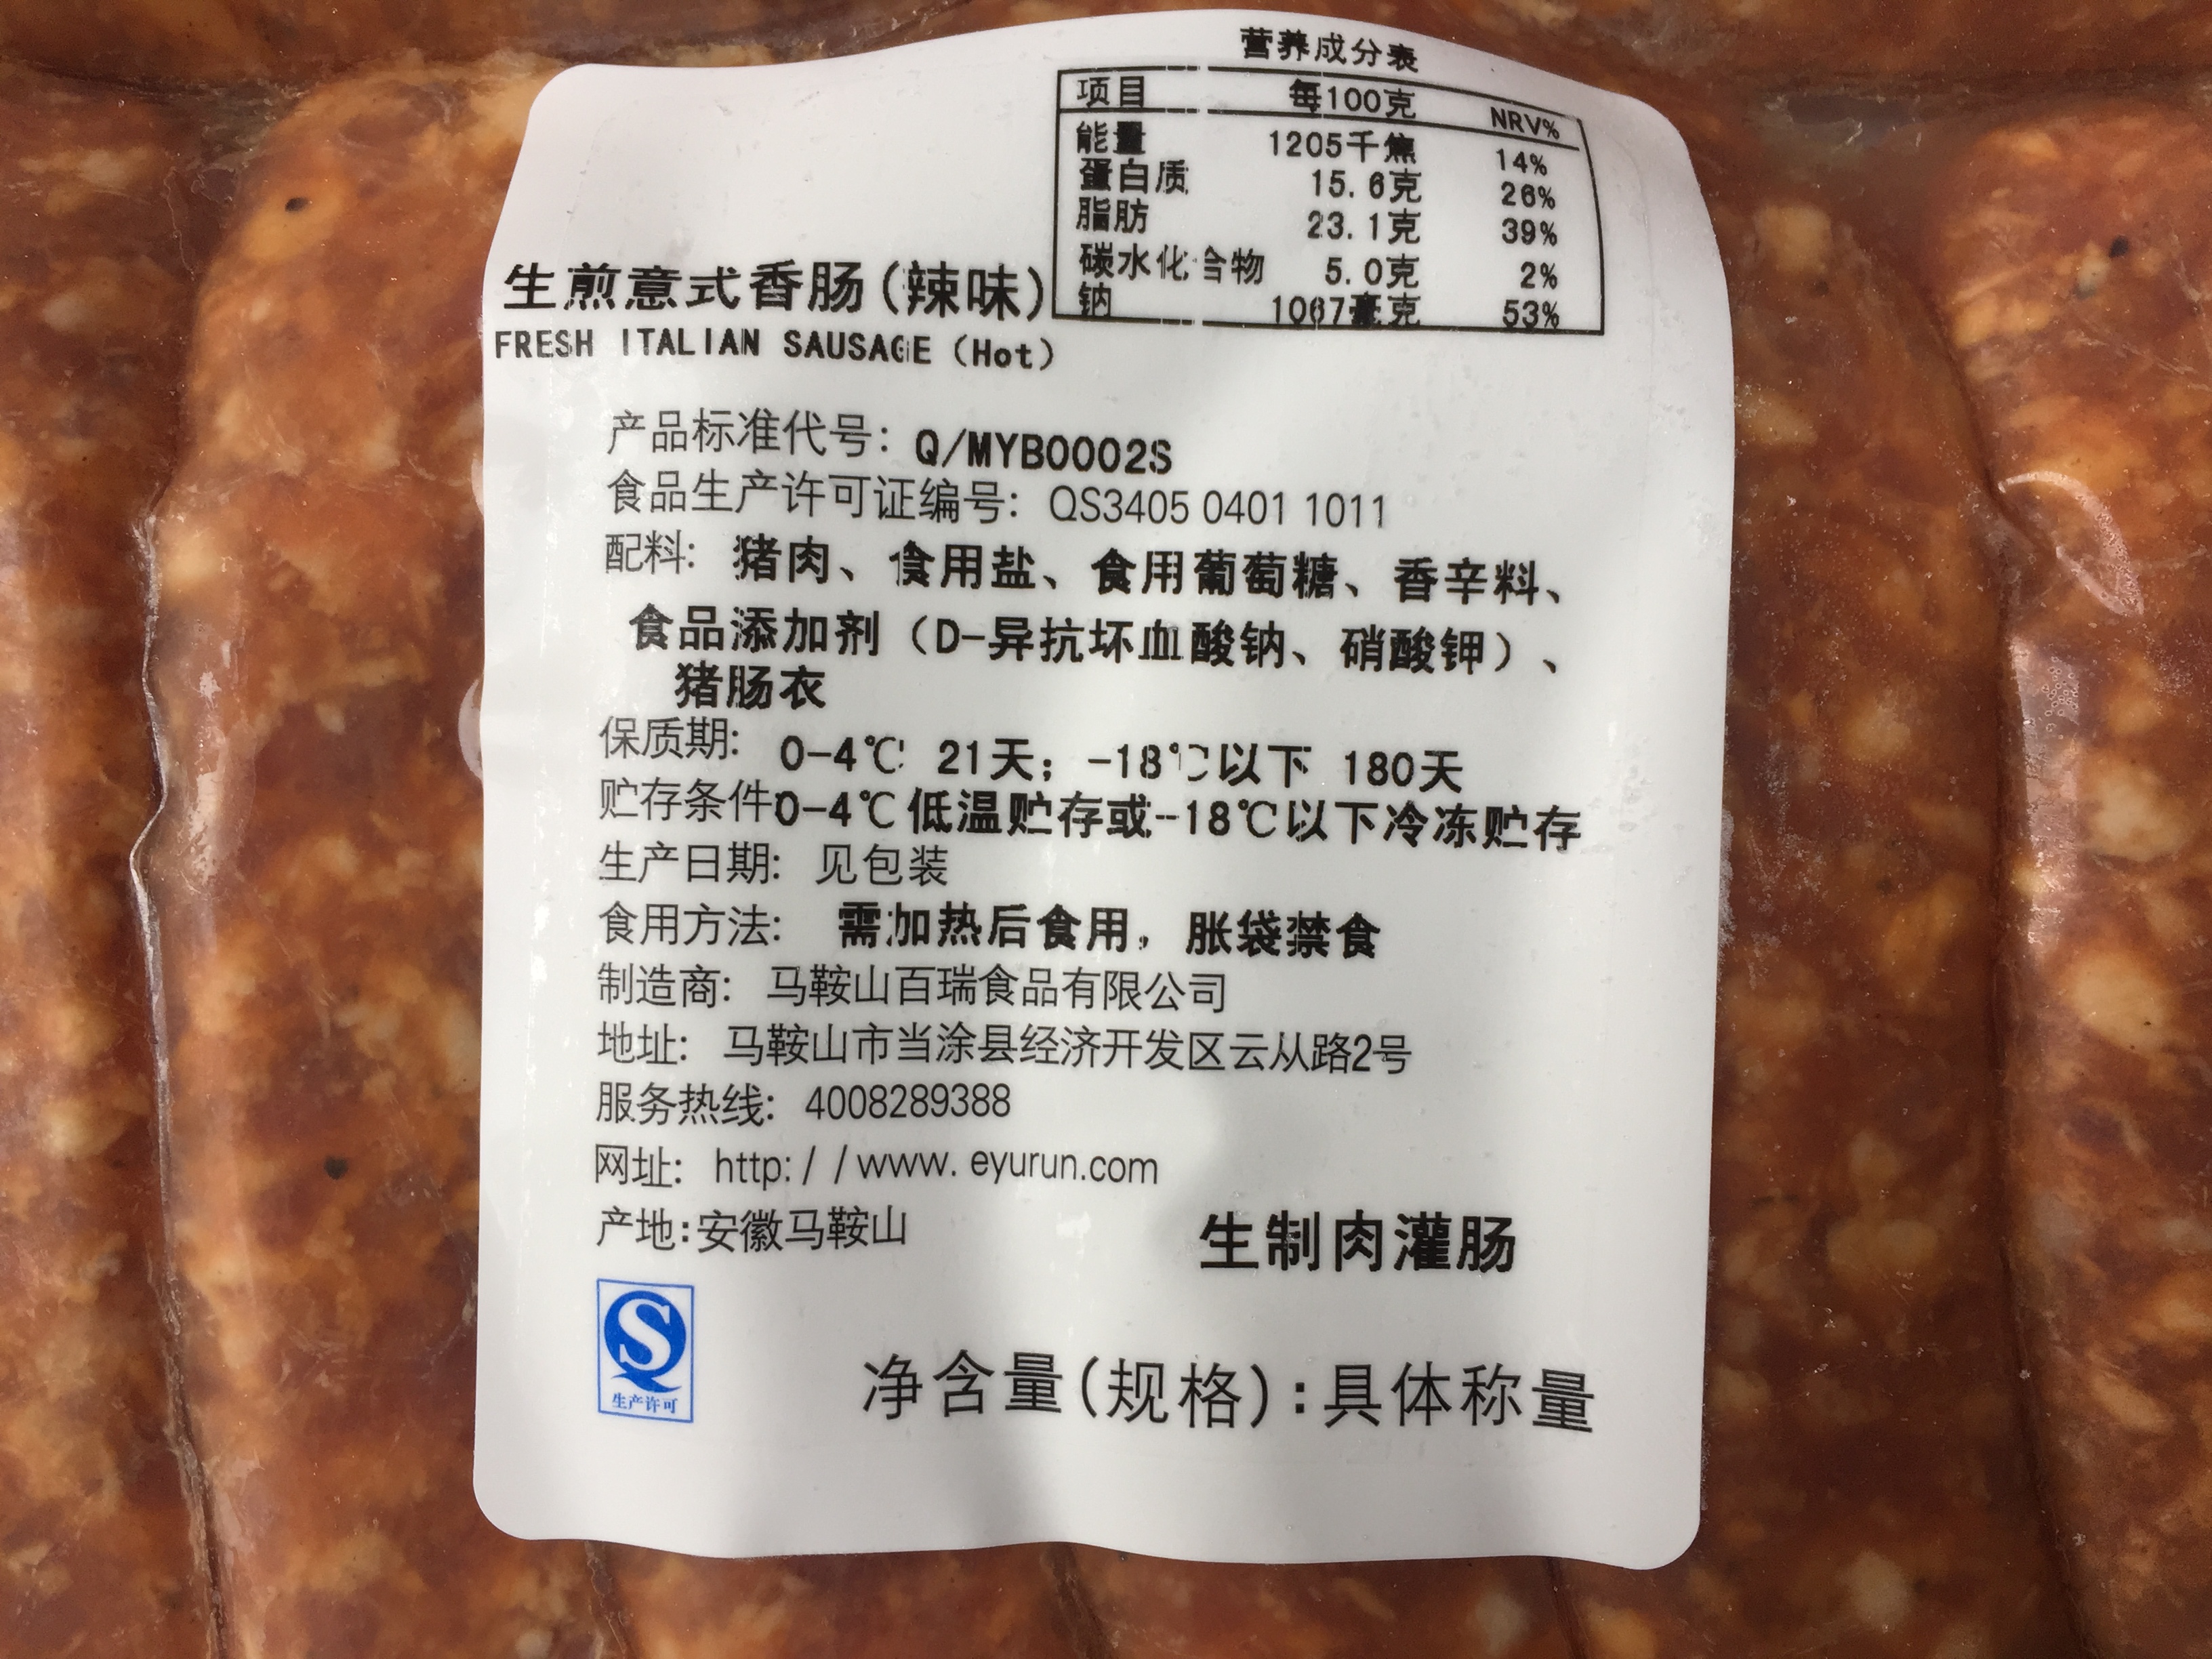 营养成分表
项目 每100克 NRV%
能量 1205千焦 14%
蛋白质 15.6克 26%
脂肪 23.1克 39%
碳水化合物 5.0克 2%
钠 1067毫克 53%
生煎意式香肠(辣味)
FRESH ITALIAN SAUSAGE (Hot)
产品标准代号: Q/MYB0002S
食品生产许可证编号: QS3405 0401 1011
配料: 猪肉、食用盐、食用葡萄糖、香辛料、
食品添加剂（D-异抗坏血酸钠、硝酸钾）、
猪肠衣
保质期: 0-4℃ 21天; -18℃以下 180天
贮存条件:0-4℃低温贮存或-18℃以下冷冻贮存
生产日期: 见包装
食用方法: 需加热后食用，胀袋禁食
制造商: 马鞍山百瑞食品有限公司
地址: 马鞍山市当涂县经济开发区云从路2号
服务热线: 4008289388
网址: http: / / www. eyurun.com
产地:安徽马鞍山
生制肉灌肠
S
生产许可
净含量(规格):具体称量